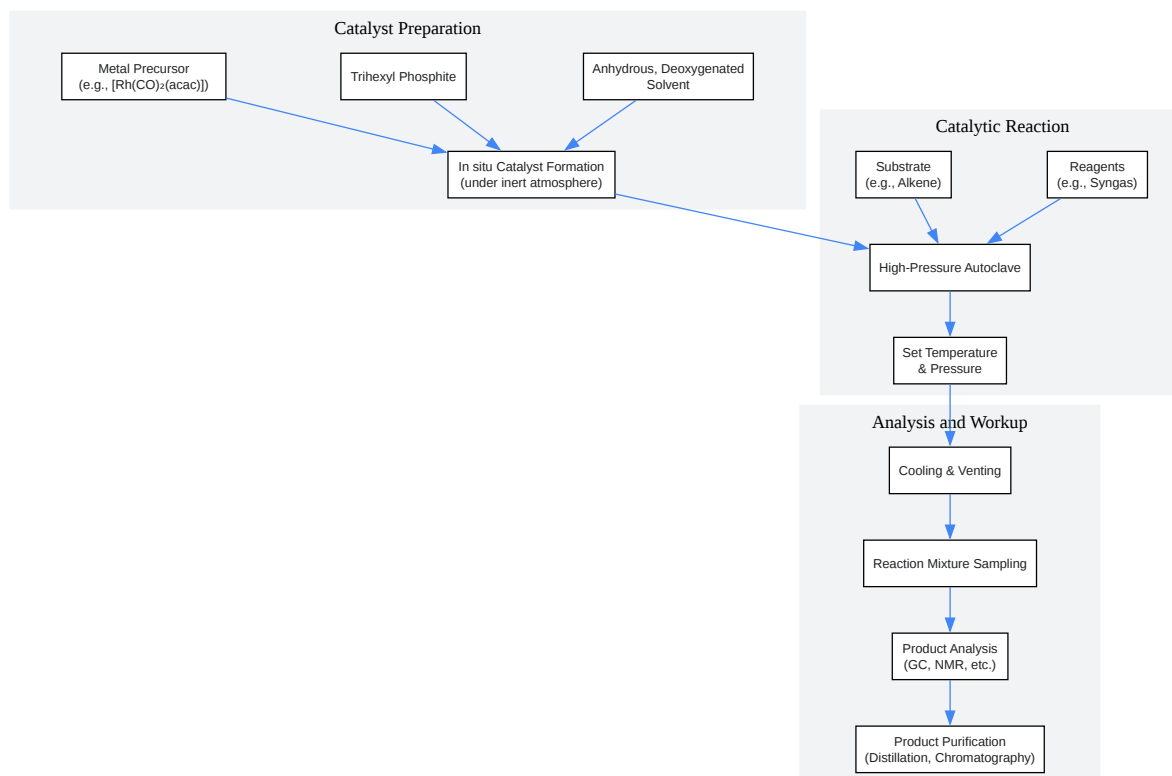 Catalyst Preparation
Metal Precursor
(e.g., [Rh(CO)₂(acac)])
Trihexyl Phosphite
Anhydrous, Deoxygenated
Solvent
In situ Catalyst Formation
(under inert atmosphere)
Catalytic Reaction
Substrate
(e.g., Alkene)
Reagents
(e.g., Syngas)
High-Pressure Autoclave
Set Temperature
& Pressure
Analysis and Workup
Cooling & Venting
Reaction Mixture Sampling
Product Analysis
(GC, NMR, etc.)
Product Purification
(Distillation, Chromatography)